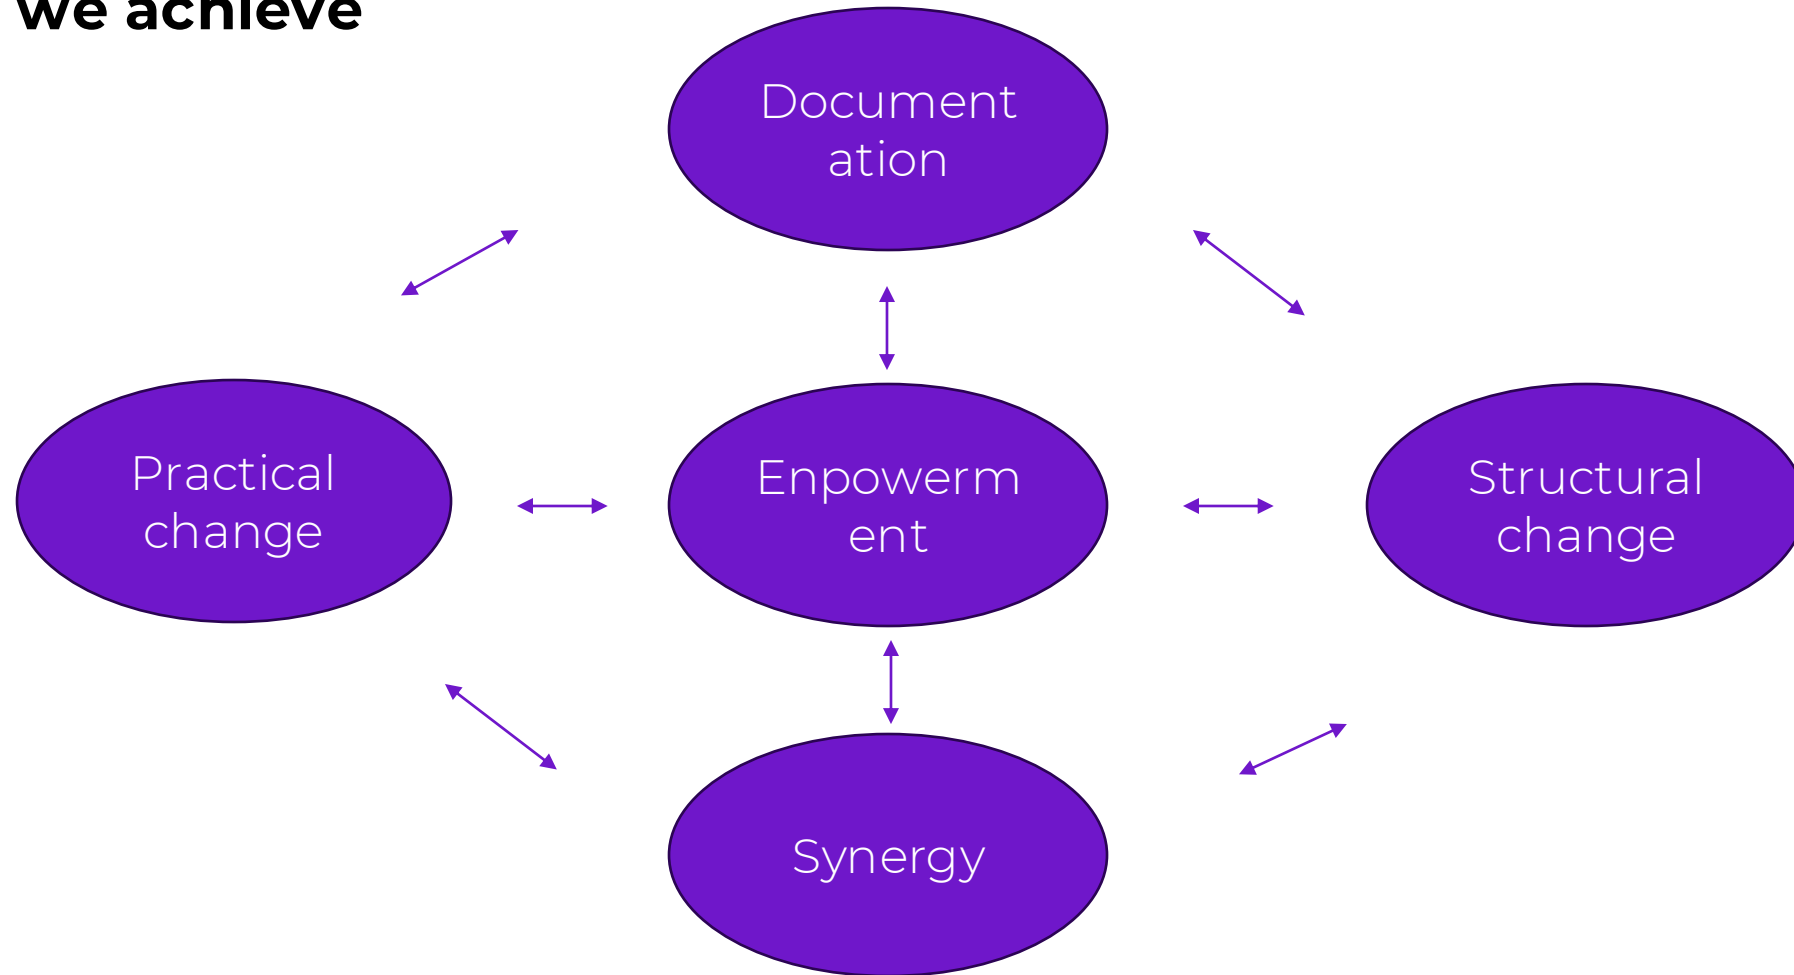 we achieve
Document
ation
Practical
change
Enpowerm
ent
Structural
change
Synergy